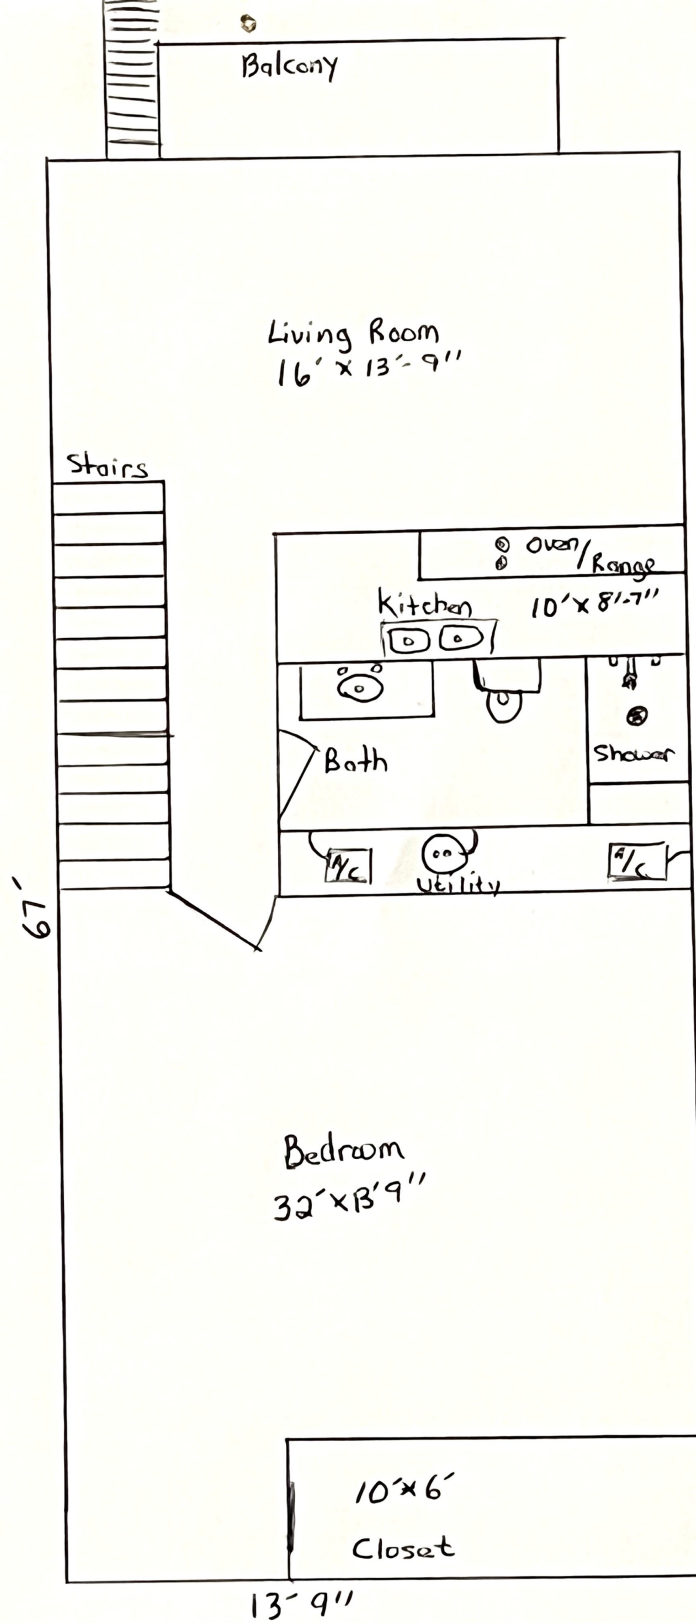 Balcony
Living Room
16' x 13'-9"
Stairs
Oven/
Range
Kitchen
10' x 8'-7"
Bath
Shower
A/C
Utility
A/C
67'
Bedroom
32' x 13'9"
10' x 6'
Closet
13-9"